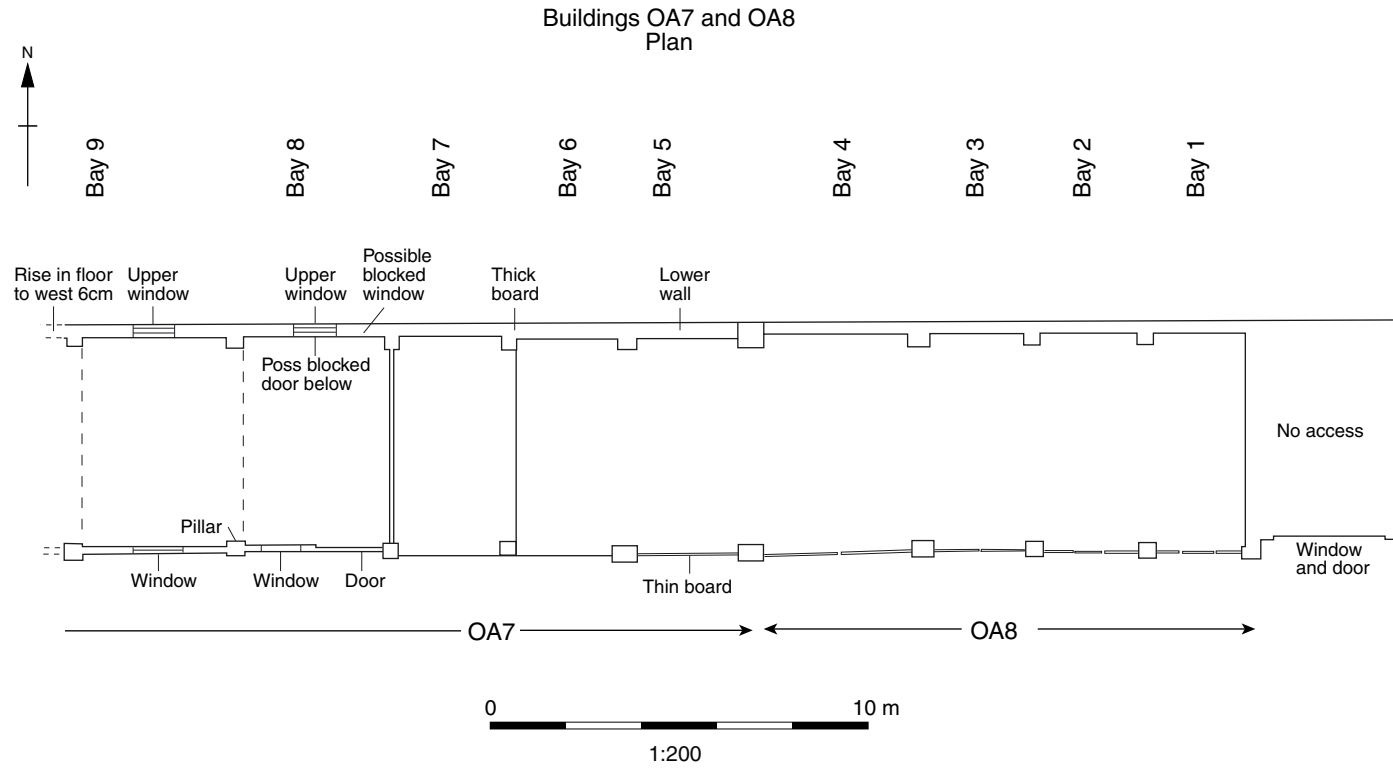 Buildings OA7 and OA8
Plan
N
Bay 9
Bay 8
Bay 7
Bay 6
Bay 5
Bay 4
Bay 3
Bay 2
Bay 1
Rise in floor
to west 6cm
Upper
window
Upper
window
Possible
blocked
window
Thick
board
Lower
wall
Poss blocked
door below
No access
Pillar
Window
Window
Door
Thin board
Window
and door
OA7
OA8
0
10 m
1:200